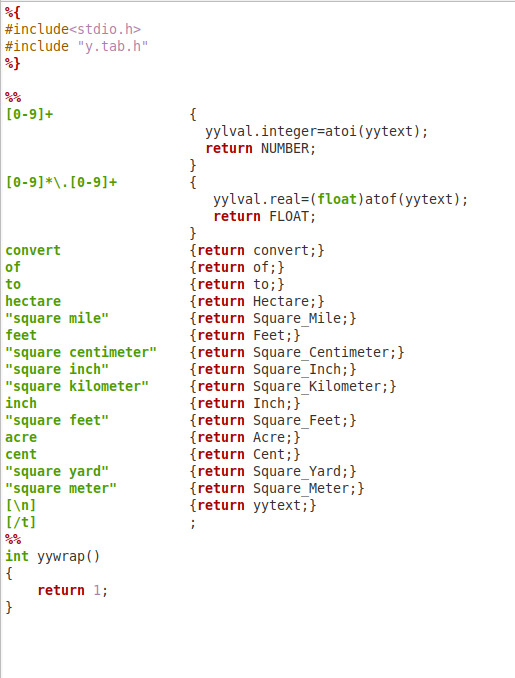 %{
#include<stdio.h>
#include "y.tab.h"
%}
%%
[0-9]+ {
yylval.integer=atoi(yytext);
return NUMBER;
}
[0-9]*\.[0-9]+ {
yylval.real=(float)atof(yytext);
return FLOAT;
}
convert {return convert;}
of {return of;}
to {return to;}
hectare {return Hectare;}
"square mile" {return Square_Mile;}
feet {return Feet;}
"square centimeter" {return Square_Centimeter;}
"square inch" {return Square_Inch;}
"square kilometer" {return Square_Kilometer;}
inch {return Inch;}
"square feet" {return Square_Feet;}
acre {return Acre;}
cent {return Cent;}
"square yard" {return Square_Yard;}
"square meter" {return Square_Meter;}
[\n] {return yytext;}
[/t] ;
%%
int yywrap()
{
return 1;
}